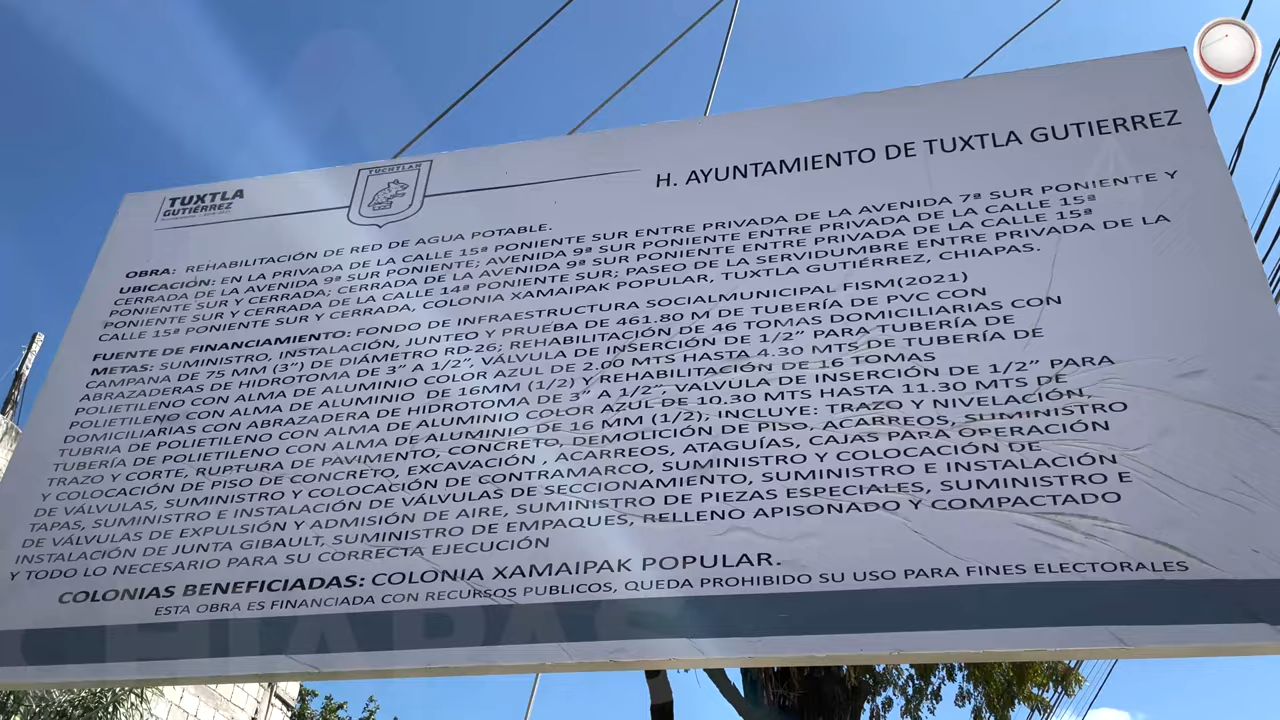 TUXTLA
GUTIÉRREZ
TUCHTLAN
H. AYUNTAMIENTO DE TUXTLA GUTIERREZ
OBRA: REHABILITACIÓN DE RED DE AGUA POTABLE.
UBICACIÓN: EN LA PRIVADA DE LA CALLE 15ª PONIENTE SUR ENTRE PRIVADA DE LA AVENIDA 7ª SUR PONIENTE Y
CERRADA DE LA AVENIDA 9ª SUR PONIENTE; AVENIDA 9ª SUR PONIENTE ENTRE PRIVADA DE LA CALLE 15ª
PONIENTE SUR Y CERRADA; CERRADA DE LA AVENIDA 9ª SUR PONIENTE ENTRE PRIVADA DE LA CALLE 15ª
PONIENTE SUR Y CERRADA DE LA CALLE 14ª PONIENTE SUR; PASEO DE LA SERVIDUMBRE ENTRE PRIVADA DE LA
CALLE 15ª PONIENTE SUR Y CERRADA, COLONIA XAMAIPAK POPULAR, TUXTLA GUTIÉRREZ, CHIAPAS.
FUENTE DE FINANCIAMIENTO: FONDO DE INFRAESTRUCTURA SOCIALMUNICIPAL FISM(2021)
METAS: SUMINISTRO, INSTALACIÓN, JUNTEO Y PRUEBA DE 461.80 M DE TUBERÍA DE PVC CON
CAMPANA DE 75 MM (3”) DE DIÁMETRO RD-26; REHABILITACIÓN DE 46 TOMAS DOMICILIARIAS CON
ABRAZADERAS DE HIDROTOMA DE 3” A 1/2”, VÁLVULA DE INSERCIÓN DE 1/2” PARA TUBERÍA DE
POLIETILENO CON ALMA DE ALUMINIO COLOR AZUL DE 2.00 MTS HASTA 4.30 MTS DE TUBERÍA DE
POLIETILENO CON ALMA DE ALUMINIO DE 16MM (1/2) Y REHABILITACIÓN DE 16 TOMAS
DOMICILIARIAS CON ABRAZADERA DE HIDROTOMA DE 3” A 1/2”, VALVULA DE INSERCIÓN DE 1/2” PARA
TUBRIA DE POLIETILENO CON ALMA DE ALUMINIO COLOR AZUL DE 10.30 MTS HASTA 11.30 MTS DE
TUBERÍA DE POLIETILENO CON ALMA DE ALUMINIO DE 16 MM (1/2), INCLUYE: TRAZO Y NIVELACIÓN,
TRAZO Y CORTE, RUPTURA DE PAVIMENTO, CONCRETO, DEMOLICIÓN DE PISO, ACARREOS, SUMINISTRO
Y COLOCACIÓN DE PISO DE CONCRETO, EXCAVACIÓN , ACARREOS, ATAGUÍAS, CAJAS PARA OPERACIÓN
DE VÁLVULAS, SUMINISTRO Y COLOCACIÓN DE CONTRAMARCO, SUMINISTRO Y COLOCACIÓN DE
TAPAS, SUMINISTRO E INSTALACIÓN DE VÁLVULAS DE SECCIONAMIENTO, SUMINISTRO E INSTALACIÓN
DE VÁLVULAS DE EXPULSIÓN Y ADMISIÓN DE AIRE, SUMINISTRO DE PIEZAS ESPECIALES, SUMINISTRO E
INSTALACIÓN DE JUNTA GIBAULT, SUMINISTRO DE EMPAQUES, RELLENO APISONADO Y COMPACTADO
Y TODO LO NECESARIO PARA SU CORRECTA EJECUCIÓN
COLONIAS BENEFICIADAS: COLONIA XAMAIPAK POPULAR.
ESTA OBRA ES FINANCIADA CON RECURSOS PUBLICOS, QUEDA PROHIBIDO SU USO PARA FINES ELECTORALES
CHIAPAS